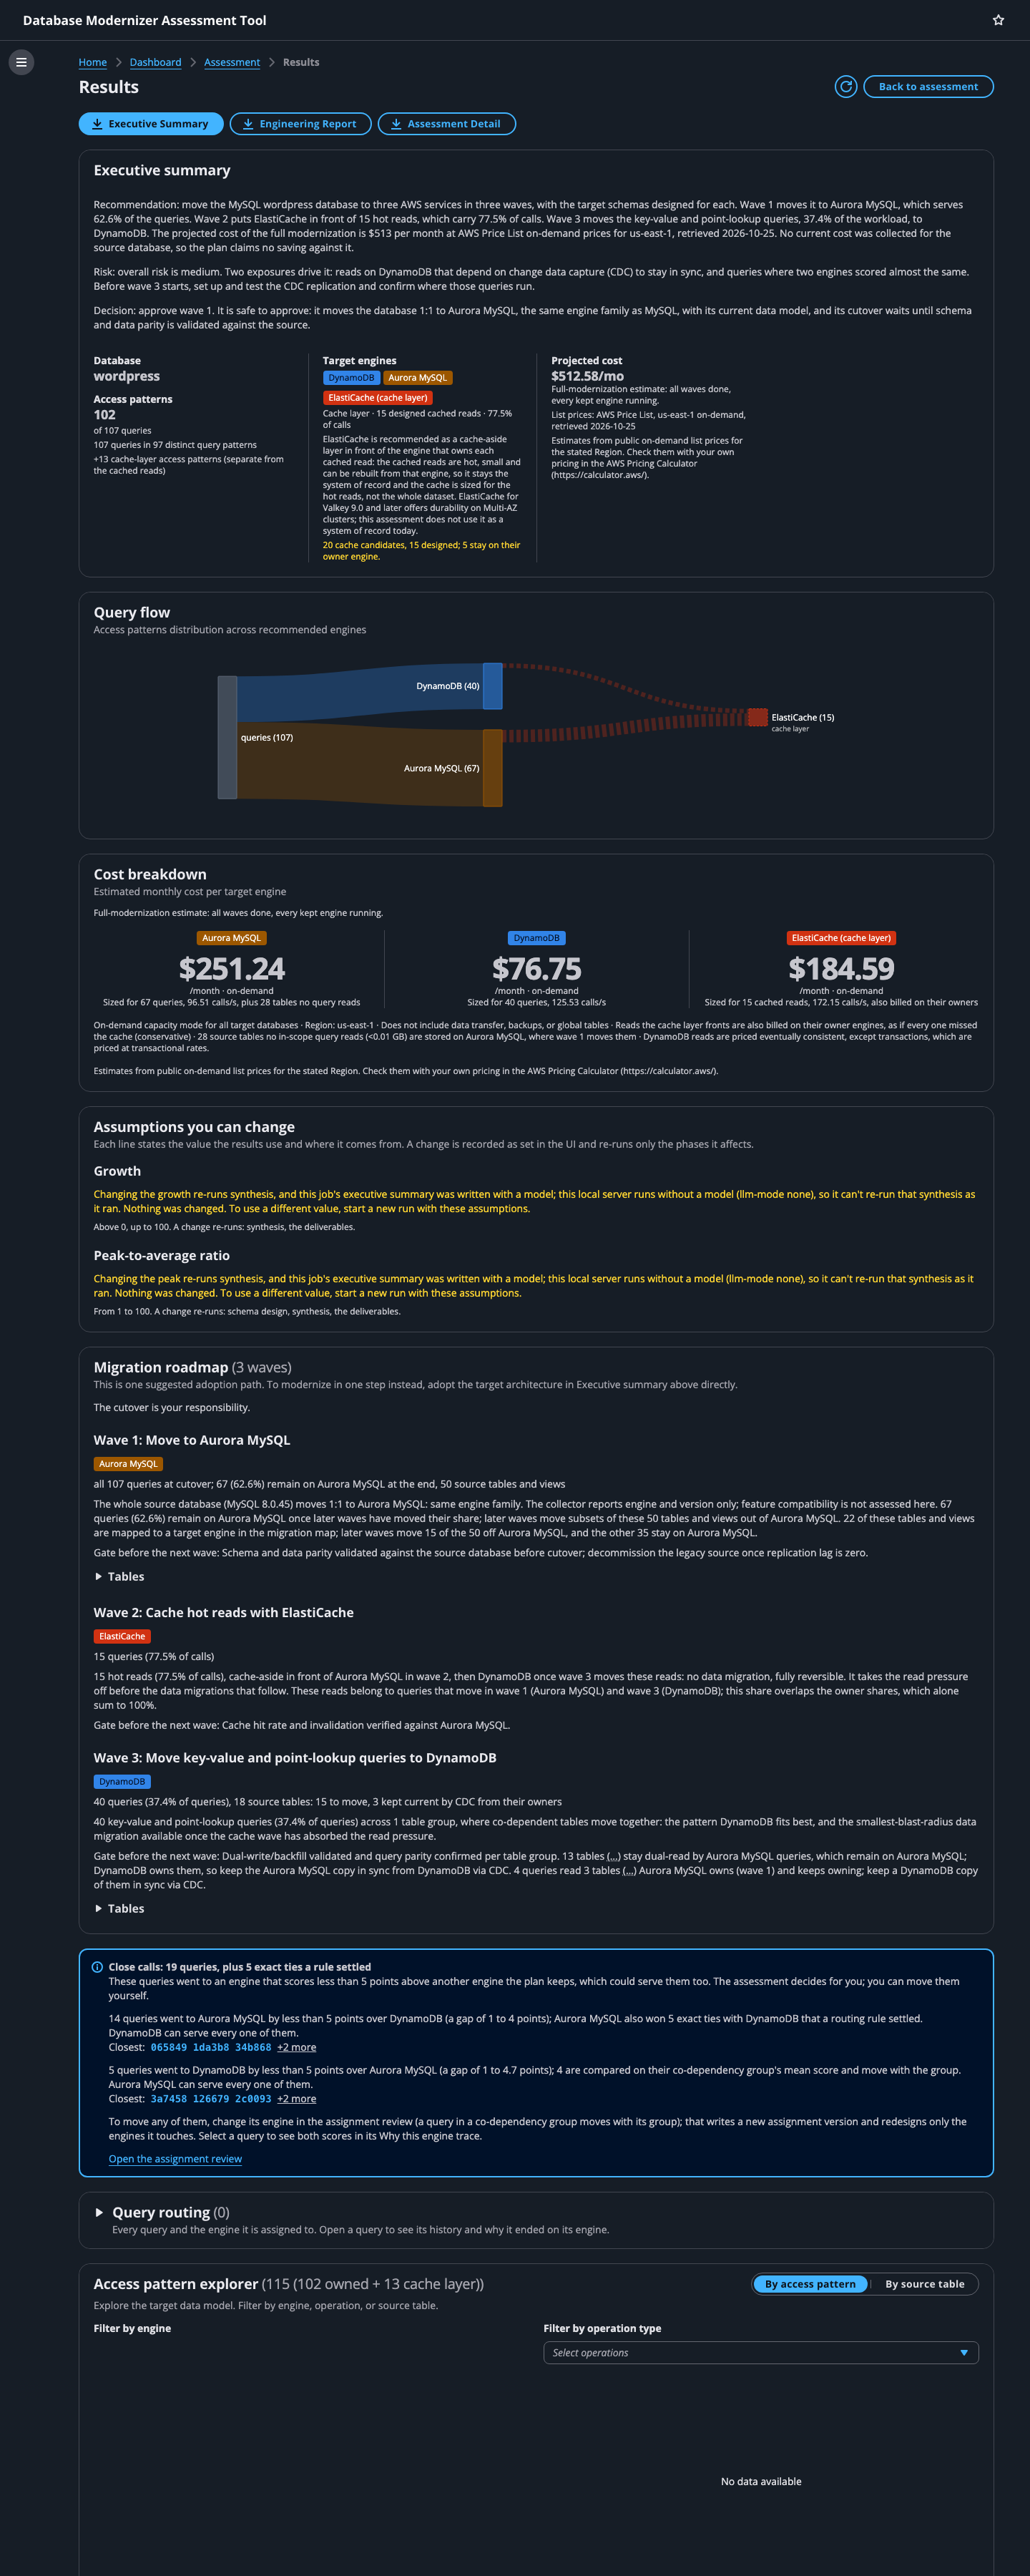 Database Modernizer Assessment Tool
Home > Dashboard > Assessment > Results
Results
Back to assessment
Executive Summary
Engineering Report
Assessment Detail
Executive summary
Recommendation: move the MySQL wordpress database to three AWS services in three waves, with the target schemas designed for each. Wave 1 moves it to Aurora MySQL, which serves
62.6% of the queries. Wave 2 puts ElastiCache in front of 15 hot reads, which carry 77.5% of calls. Wave 3 moves the key-value and point-lookup queries, 37.4% of the workload, to
DynamoDB. The projected cost of the full modernization is $513 per month at AWS Price List on-demand prices for us-east-1, retrieved 2026-10-25. No current cost was collected for the
source database, so the plan claims no saving against it.
Risk: overall risk is medium. Two exposures drive it: reads on DynamoDB that depend on change data capture (CDC) to stay in sync, and queries where two engines scored almost the same.
Before wave 3 starts, set up and test the CDC replication and confirm where those queries run.
Decision: approve wave 1. It is safe to approve: it moves the database 1:1 to Aurora MySQL, the same engine family as MySQL, with its current data model, and its cutover waits until schema
and data parity is validated against the source.
Database
wordpress
Access patterns
102
of 107 queries
107 queries in 97 distinct query patterns
+13 cache-layer access patterns (separate from
the cached reads)
Target engines
DynamoDB
Aurora MySQL
ElastiCache (cache layer)
Cache layer · 15 designed cached reads · 77.5%
of calls
ElastiCache is recommended as a cache-aside
layer in front of the engine that owns each
cached read: the cached reads are hot, small and
can be rebuilt from that engine, so it stays the
system of record and the cache is sized for the
hot reads, not the whole dataset. ElastiCache for
Valkey 9.0 and later offers durability on Multi-AZ
clusters; this assessment does not use it as a
system of record today.
20 cache candidates, 15 designed; 5 stay on their
owner engine.
Projected cost
$512.58/mo
Full-modernization estimate: all waves done,
every kept engine running.
List prices: AWS Price List, us-east-1 on-demand,
retrieved 2026-10-25
Estimates from public on-demand list prices for
the stated Region. Check them with your own
pricing in the AWS Pricing Calculator
(https://calculator.aws/).
Query flow
Access patterns distribution across recommended engines
DynamoDB (40)
queries (107)
Aurora MySQL (67)
ElastiCache (15)
cache layer
Cost breakdown
Estimated monthly cost per target engine
Full-modernization estimate: all waves done, every kept engine running.
Aurora MySQL
$251.24
/month · on-demand
Sized for 67 queries, 96.51 calls/s, plus 28 tables no query reads
DynamoDB
$76.75
/month · on-demand
Sized for 40 queries, 125.53 calls/s
ElastiCache (cache layer)
$184.59
/month · on-demand
Sized for 15 cached reads, 172.15 calls/s, also billed on their owners
On-demand capacity mode for all target databases · Region: us-east-1 · Does not include data transfer, backups, or global tables · Reads the cache layer fronts are also billed on their owner engines, as if every one missed
the cache (conservative) · 28 source tables no in-scope query reads (<0.01 GB) are stored on Aurora MySQL, where wave 1 moves them · DynamoDB reads are priced eventually consistent, except transactions, which are
priced at transactional rates.
Estimates from public on-demand list prices for the stated Region. Check them with your own pricing in the AWS Pricing Calculator (https://calculator.aws/).
Assumptions you can change
Each line states the value the results use and where it comes from. A change is recorded as set in the UI and re-runs only the phases it affects.
Growth
Changing the growth re-runs synthesis, and this job's executive summary was written with a model; this local server runs without a model (llm-mode none), so it can't re-run that synthesis as
it ran. Nothing was changed. To use a different value, start a new run with these assumptions.
Above 0, up to 100. A change re-runs: synthesis, the deliverables.
Peak-to-average ratio
Changing the peak re-runs synthesis, and this job's executive summary was written with a model; this local server runs without a model (llm-mode none), so it can't re-run that synthesis as it
ran. Nothing was changed. To use a different value, start a new run with these assumptions.
From 1 to 100. A change re-runs: schema design, synthesis, the deliverables.
Migration roadmap (3 waves)
This is one suggested adoption path. To modernize in one step instead, adopt the target architecture in Executive summary above directly.
The cutover is your responsibility.
Wave 1: Move to Aurora MySQL
Aurora MySQL
all 107 queries at cutover; 67 (62.6%) remain on Aurora MySQL at the end, 50 source tables and views
The whole source database (MySQL 8.0.45) moves 1:1 to Aurora MySQL: same engine family. The collector reports engine and version only; feature compatibility is not assessed here. 67
queries (62.6%) remain on Aurora MySQL once later waves have moved their share; later waves move subsets of these 50 tables and views out of Aurora MySQL. 22 of these tables and views
are mapped to a target engine in the migration map; later waves move 15 of the 50 off Aurora MySQL, and the other 35 stay on Aurora MySQL.
Gate before the next wave: Schema and data parity validated against the source database before cutover; decommission the legacy source once replication lag is zero.
Tables
Wave 2: Cache hot reads with ElastiCache
ElastiCache
15 queries (77.5% of calls)
15 hot reads (77.5% of calls), cache-aside in front of Aurora MySQL in wave 2, then DynamoDB once wave 3 moves these reads: no data migration, fully reversible. It takes the read pressure
off before the data migrations that follow. These reads belong to queries that move in wave 1 (Aurora MySQL) and wave 3 (DynamoDB); this share overlaps the owner shares, which alone
sum to 100%.
Gate before the next wave: Cache hit rate and invalidation verified against Aurora MySQL.
Wave 3: Move key-value and point-lookup queries to DynamoDB
DynamoDB
40 queries (37.4% of queries), 18 source tables: 15 to move, 3 kept current by CDC from their owners
40 key-value and point-lookup queries (37.4% of queries) across 1 table group, where co-dependent tables move together: the pattern DynamoDB fits best, and the smallest-blast-radius data
migration available once the cache wave has absorbed the read pressure.
Gate before the next wave: Dual-write/backfill validated and query parity confirmed per table group. 13 tables (...) stay dual-read by Aurora MySQL queries, which remain on Aurora MySQL;
DynamoDB owns them, so keep the Aurora MySQL copy in sync from DynamoDB via CDC. 4 queries read 3 tables (...) Aurora MySQL owns (wave 1) and keeps owning; keep a DynamoDB copy
of them in sync via CDC.
Tables
Close calls: 19 queries, plus 5 exact ties a rule settled
These queries went to an engine that scores less than 5 points above another engine the plan keeps, which could serve them too. The assessment decides for you; you can move them
yourself.
14 queries went to Aurora MySQL by less than 5 points over DynamoDB (a gap of 1 to 4 points); Aurora MySQL also won 5 exact ties with DynamoDB that a routing rule settled.
DynamoDB can serve every one of them.
Closest: 065849 1da3b8 34b868 +2 more
5 queries went to DynamoDB by less than 5 points over Aurora MySQL (a gap of 1 to 4.7 points); 4 are compared on their co-dependency group's mean score and move with the group.
Aurora MySQL can serve every one of them.
Closest: 3a7458 126679 2c0093 +2 more
To move any of them, change its engine in the assignment review (a query in a co-dependency group moves with its group); that writes a new assignment version and redesigns only the
engines it touches. Select a query to see both scores in its Why this engine trace.
Open the assignment review
Query routing (0)
Every query and the engine it is assigned to. Open a query to see its history and why it ended on its engine.
Access pattern explorer (115 (102 owned + 13 cache layer))
By access pattern
By source table
Explore the target data model. Filter by engine, operation, or source table.
Filter by engine
Filter by operation type
Select operations
No data available